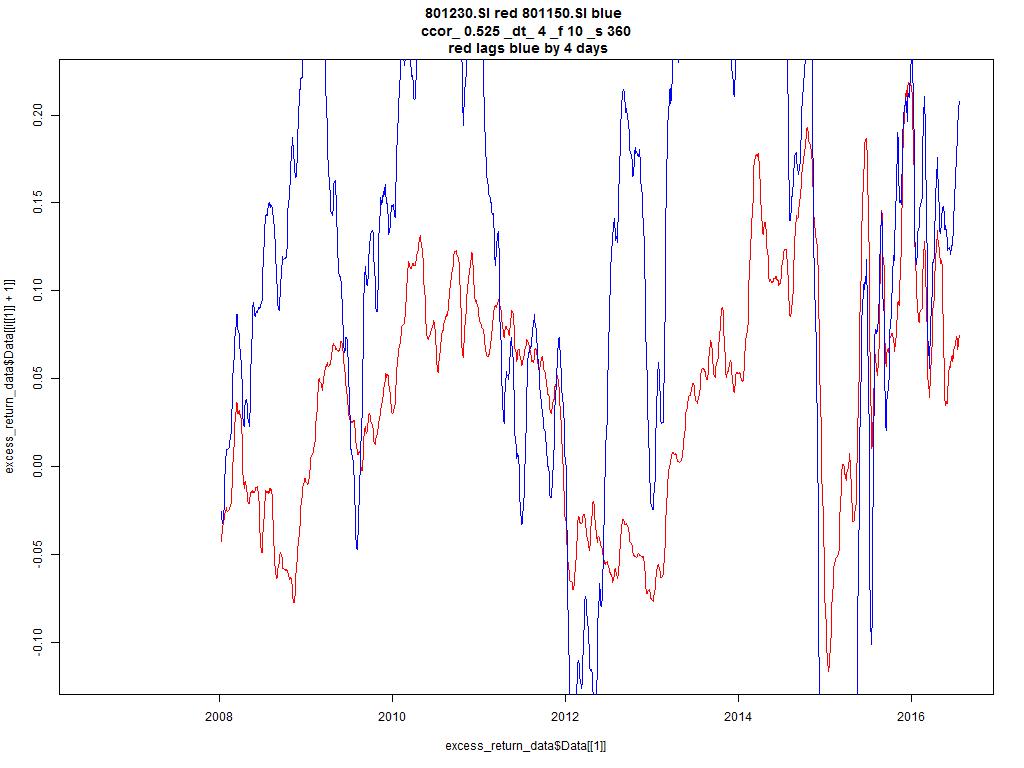 801230.SI red 801150.SI blue
ccor_ 0.525 _dt_ 4 _f 10 _s 360
red lags blue by 4 days
excess_return_data$Data[[i[1]] + 1]]
0.20
0.15
0.10
0.05
0.00
-0.05
-0.10
2008 2010 2012 2014 2016
excess_return_data$Data[[1]]